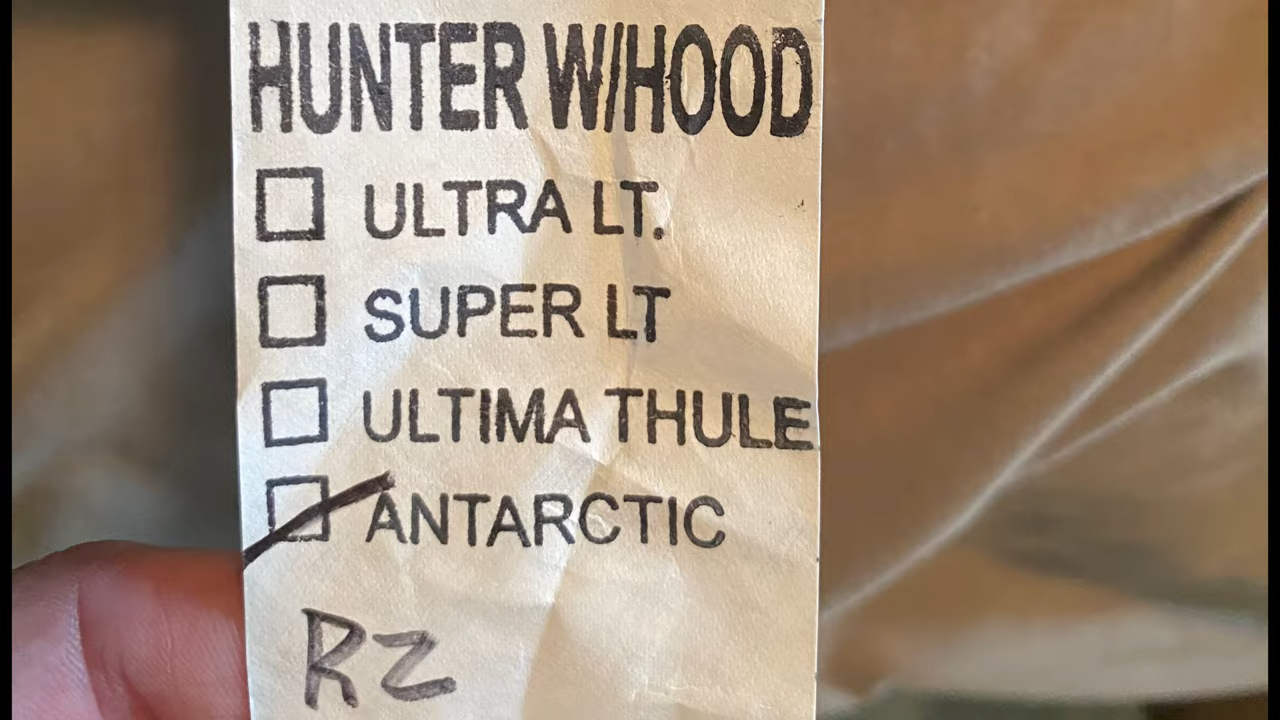 HUNTER W/HOOD
ULTRA LT.
SUPER LT
ULTIMA THULE
ANTARCTIC
RZ